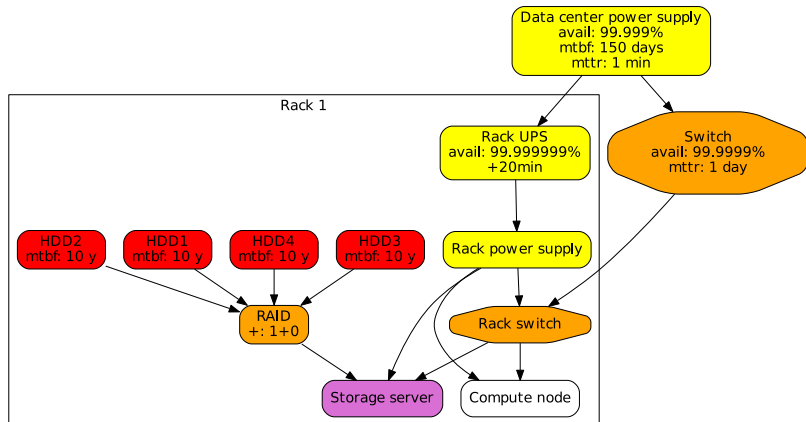 Data center power supply
avail: 99.999%
mtbf: 150 days
mttr: 1 min
Rack 1
Rack UPS
avail: 99.999999%
+20min
Switch
avail: 99.9999%
mttr: 1 day
HDD2
mtbf: 10 y
HDD1
mtbf: 10 y
HDD4
mtbf: 10 y
HDD3
mtbf: 10 y
Rack power supply
RAID
+: 1+0
Rack switch
Storage server
Compute node